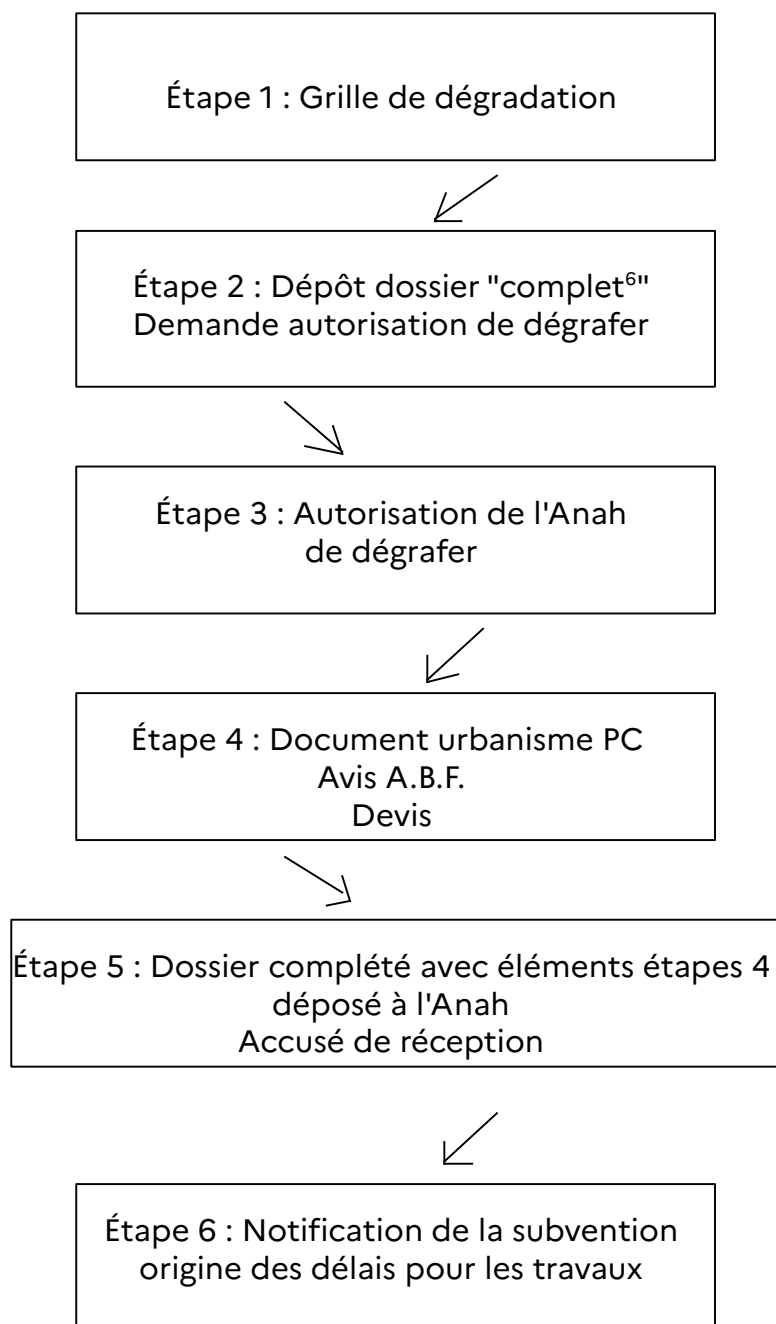 Étape 1 : Grille de dégradation
Étape 2 : Dépôt dossier "complet⁶"
Demande autorisation de dégrafer
Étape 3 : Autorisation de l'Anah
de dégrafer
Étape 4 : Document urbanisme PC
Avis A.B.F.
Devis
Étape 5 : Dossier complété avec éléments étapes 4
déposé à l'Anah
Accusé de réception
Étape 6 : Notification de la subvention
origine des délais pour les travaux